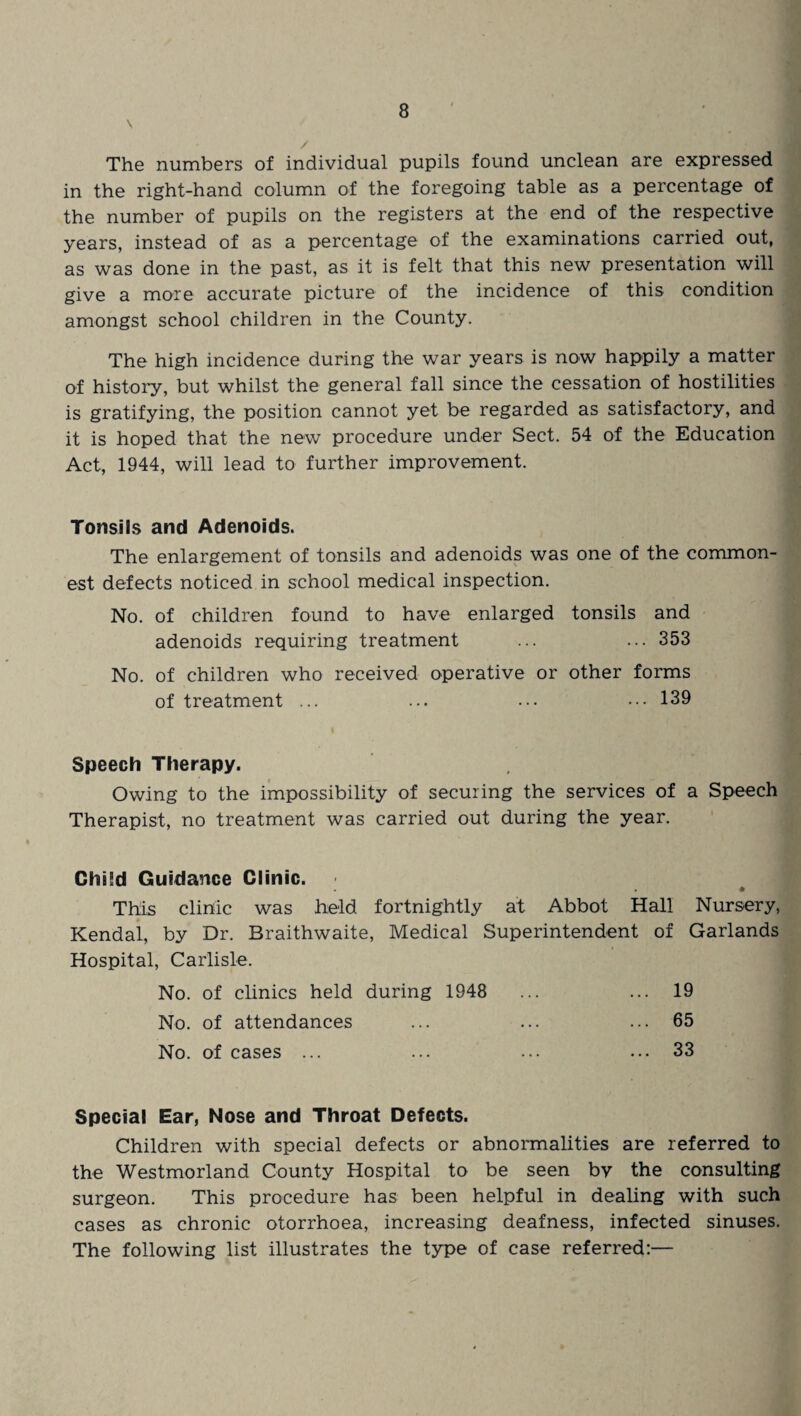 8
The numbers of individual pupils found unclean are expressed
in the right-hand column of the foregoing table as a percentage of
the number of pupils on the registers at the end of the respective
years, instead of as a percentage of the examinations carried out,
as was done in the past, as it is felt that this new presentation will
give a more accurate picture of the incidence of this condition
amongst school children in the County.
The high incidence during the war years is now happily a matter
of history, but whilst the general fall since the cessation of hostilities
is gratifying, the position cannot yet be regarded as satisfactory, and
it is hoped that the new procedure under Sect. 54 of the Education
Act, 1944, will lead to further improvement.
Tonsils and Adenoids.
The enlargement of tonsils and adenoids was one of the common-
est defects noticed in school medical inspection.
No. of children found to have enlarged tonsils and
adenoids requiring treatment ... ... 353
No. of children who received operative or other forms
of treatment ... ... ... ... 139
Speech Therapy.
Owing to the impossibility of securing the services of a Speech
Therapist, no treatment was carried out during the year.
Child Guidance Clinic.
This clinic was held fortnightly at Abbot Hall Nursery,
Kendal, by Dr. Braithwaite, Medical Superintendent of Garlands
Hospital, Carlisle.
No. of clinics held during 1948 ... ... 19
No. of attendances ... ... ... 65
No. of cases ... ... ... ... 33
Special Ear, Nose and Throat Defects.
Children with special defects or abnormalities are referred to
the Westmorland County Hospital to be seen by the consulting
surgeon. This procedure has been helpful in dealing with such
cases as chronic otorrhoea, increasing deafness, infected sinuses.
The following list illustrates the type of case referred:—